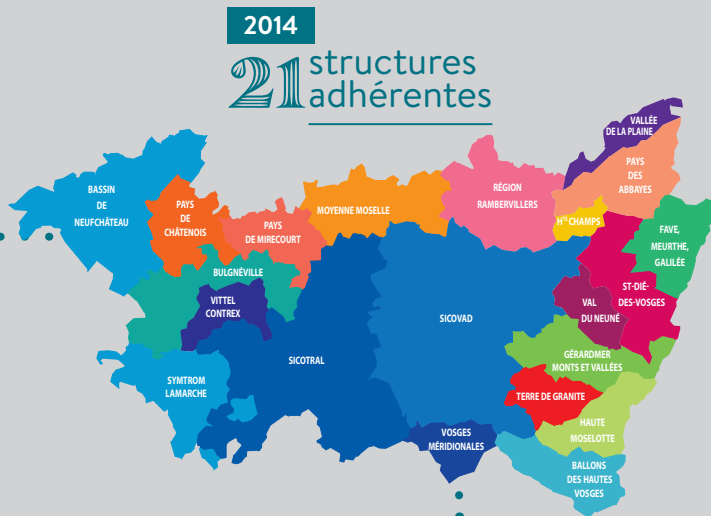 2014
21 structures
adhérentes
VALLÉE
DE LA PLAINE
PAYS
DES
ABBAYES
BASSIN
DE
NEUFCHÂTEAU
PAYS
DE
CHÂTENOIS
PAYS
DE MIRECOURT
MOYENNE MOSELLE
RÉGION
RAMBERVILLERS
Hts CHAMPS
FAVE,
MEURTHE,
GALILÉE
BULGNÉVILLE
VITTEL
CONTREX
ST-DIÉ-
DES-VOSGES
VAL
DU NEUNÉ
SICOVAD
SICOTRAL
GÉRARDMER
MONTS ET VALLÉES
SYMTROM
LAMARCHE
TERRE DE GRANITE
HAUTE
MOSELOTTE
VOSGES
MÉRIDIONALES
BALLONS
DES HAUTES
VOSGES